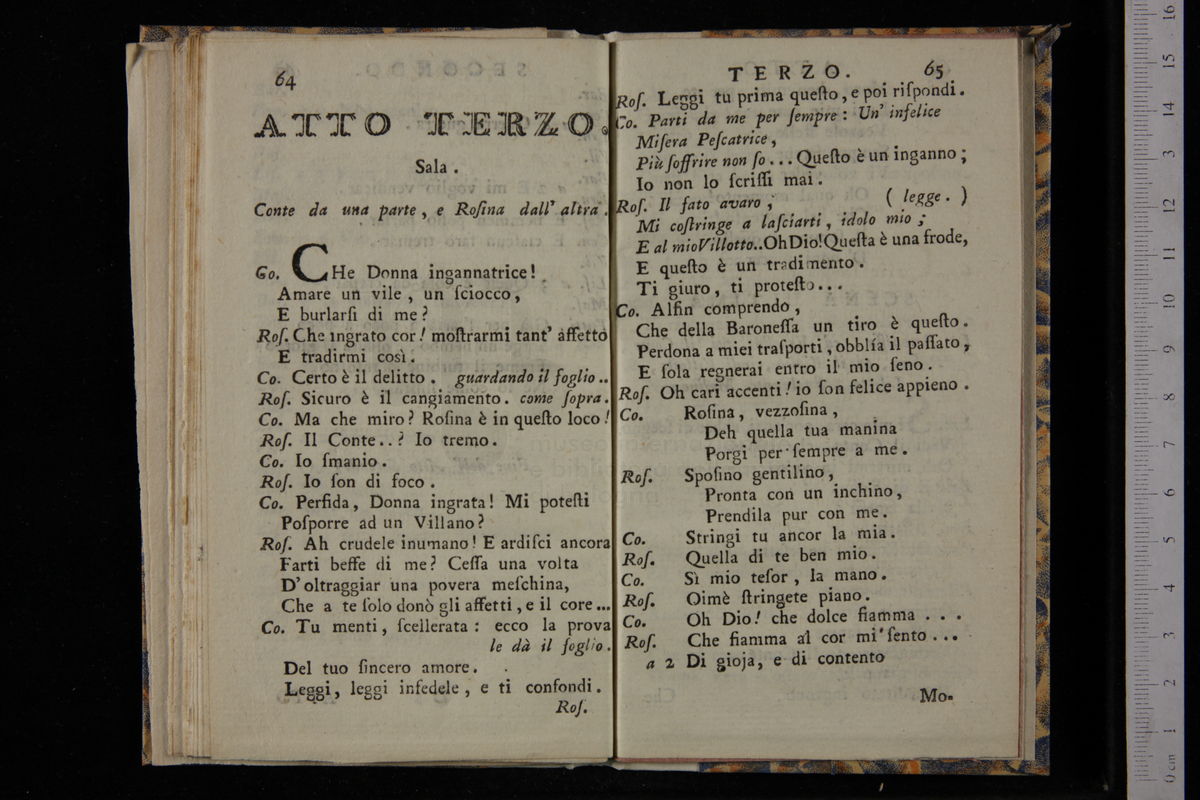 64
ATTO TERZO.
Sala.
Conte da una parte, e Roſina dall' altra.
Co. CHe Donna ingannatrice!
Amare un vile, un ſciocco,
E burlarſi di me?
Roſ. Che ingrato cor! moſtrarmi tant' affetto
E tradirmi così.
Co. Certo è il delitto. guardando il foglio..
Roſ. Sicuro è il cangiamento. come ſopra.
Co. Ma che miro? Roſina è in queſto loco!
Roſ. Il Conte..? Io tremo.
Co. Io ſmanio.
Roſ. Io ſon di foco.
Co. Perfida, Donna ingrata! Mi poteſti
Poſporre ad un Villano?
Roſ. Ah crudele inumano! E ardiſci ancora
Farti beffe di me? Ceſſa una volta
D'oltraggiar una povera meſchina,
Che a te ſolo donò gli affetti, e il core...
Co. Tu menti, ſcellerata: ecco la prova
le dà il foglio.
Del tuo ſincero amore.
Leggi, leggi infedele, e ti confondi.
Roſ.
TERZO. 65
Roſ. Leggi tu prima queſto, e poi riſpondi.
Co. Parti da me per ſempre: Un' infelice
Miſera Peſcatrice,
Più ſoffrire non ſo... Queſto è un inganno;
Io non lo ſcriſſi mai.
Roſ. Il fato avaro; ( legge. )
Mi coſtringe a laſciarti, idolo mio;
E al mio Villotto.. Oh Dio! Queſta è una frode,
E queſto è un tradimento.
Ti giuro, ti proteſto...
Co. Alfin comprendo,
Che della Baroneſſa un tiro è queſto.
Perdona a miei traſporti, obblía il paſſato,
E ſola regnerai entro il mio ſeno.
Roſ. Oh cari accenti! io ſon felice appieno.
Co. Roſina, vezzoſina,
Deh quella tua manina
Porgi per ſempre a me.
Roſ. Spoſino gentilino,
Pronta con un inchino,
Prendila pur con me.
Co. Stringi tu ancor la mia.
Roſ. Quella di te ben mio.
Co. Sì mio teſor, la mano.
Roſ. Oimè ſtringete piano.
Co. Oh Dio! che dolce fiamma...
Roſ. Che fiamma al cor mi ſento...
a 2 Di gioja, e di contento
Mo-